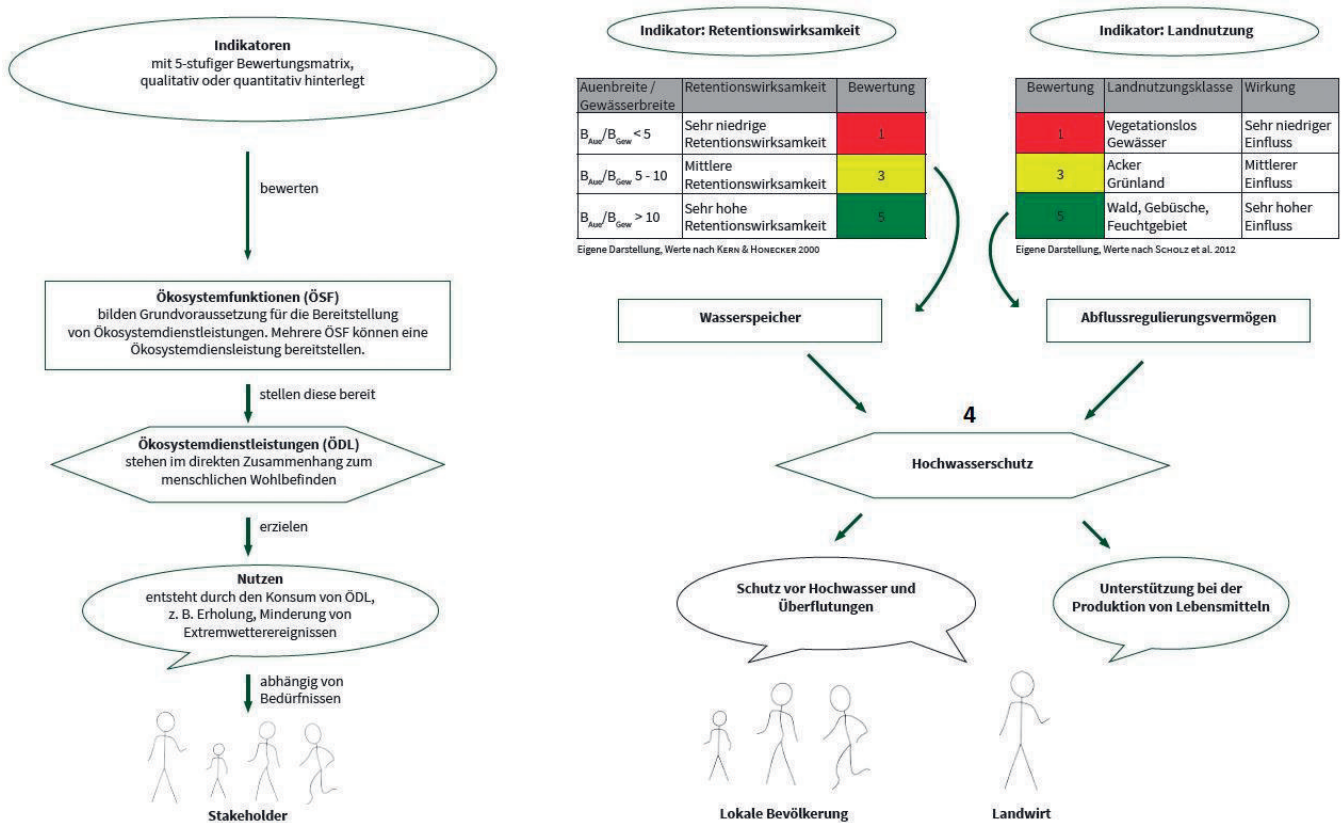 Indikatoren
mit 5-stufiger Bewertungsmatrix,
qualitativ oder quantitativ hinterlegt
bewerten
Ökosystemfunktionen (ÖSF)
bilden Grundvoraussetzung für die Bereitstellung
von Ökosystemdienstleistungen. Mehrere ÖSF können eine
Ökosystemdiensleistung bereitstellen.
stellen diese bereit
Ökosystemdienstleistungen (ÖDL)
stehen im direkten Zusammenhang zum
menschlichen Wohlbefinden
erzielen
Nutzen
entsteht durch den Konsum von ÖDL,
z. B. Erholung, Minderung von
Extremwetterereignissen
abhängig von
Bedürfnissen
Stakeholder
Indikator: Retentionswirksamkeit
Auenbreite /
Gewässerbreite
Retentionswirksamkeit
Bewertung
B Aue/B Gew < 5
Sehr niedrige
Retentionswirksamkeit
1
B Aue/B Gew 5 - 10
Mittlere
Retentionswirksamkeit
3
B Aue/B Gew > 10
Sehr hohe
Retentionswirksamkeit
5
Eigene Darstellung, Werte nach KERN & HONECKER 2000
Indikator: Landnutzung
Bewertung
Landnutzungsklasse
Wirkung
1
Vegetationslos
Gewässer
Sehr niedriger
Einfluss
3
Acker
Grünland
Mittlerer
Einfluss
5
Wald, Gebüsche,
Feuchtgebiet
Sehr hoher
Einfluss
Eigene Darstellung, Werte nach SCHOLZ et al. 2012
Wasserspeicher
Abflussregulierungsvermögen
4
Hochwasserschutz
Schutz vor Hochwasser und
Überflutungen
Unterstützung bei der
Produktion von Lebensmitteln
Lokale Bevölkerung
Landwirt